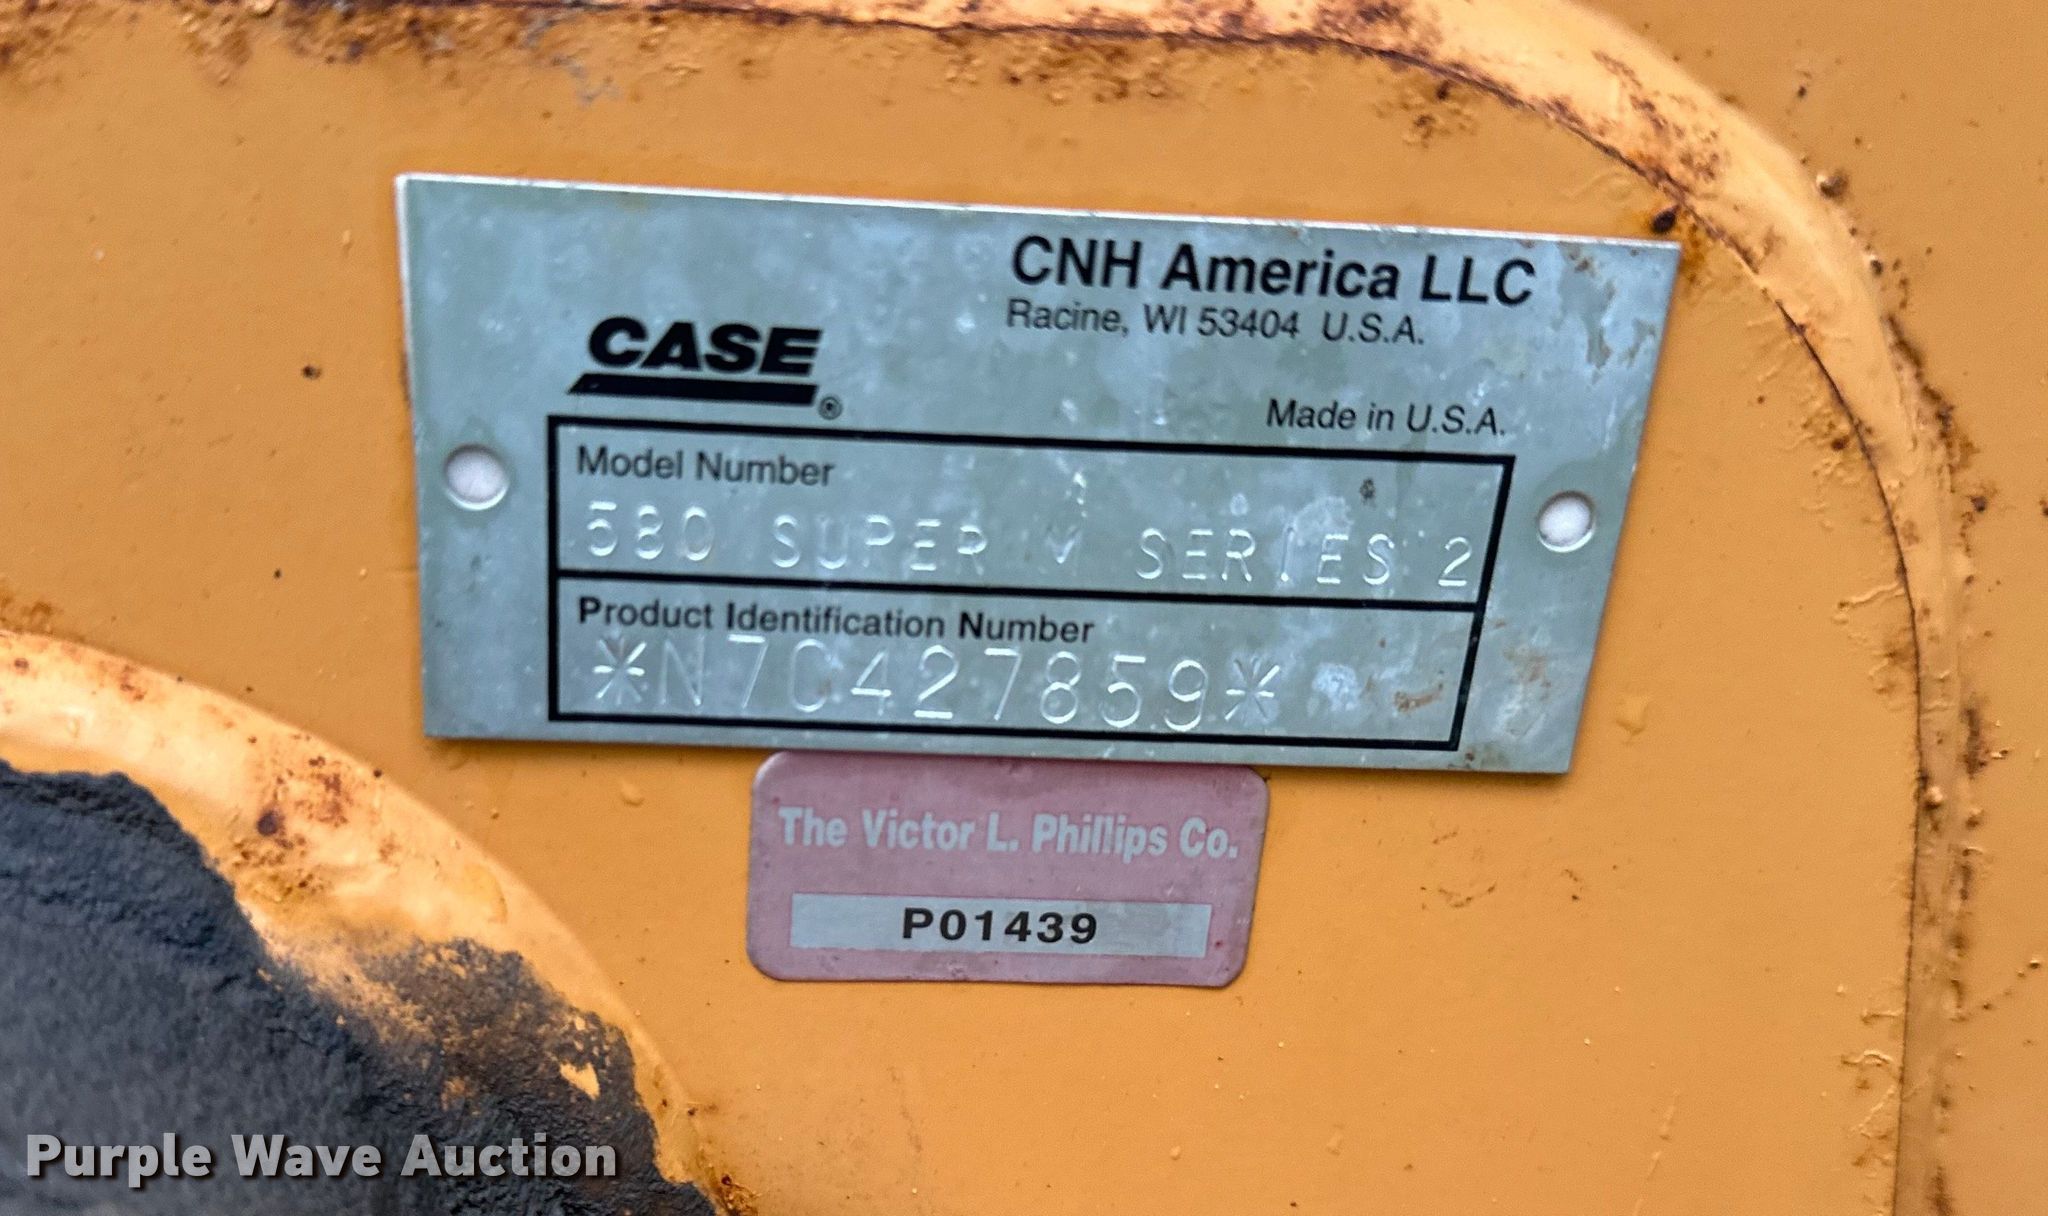 CNH America LLC
Racine, WI 53404 U.S.A.
CASE®
Made in U.S.A.
Model Number
580 SUPER M SERIES 2
Product Identification Number
*N7C427859*
The Victor L. Phillips Co.
P01439
Purple Wave Auction